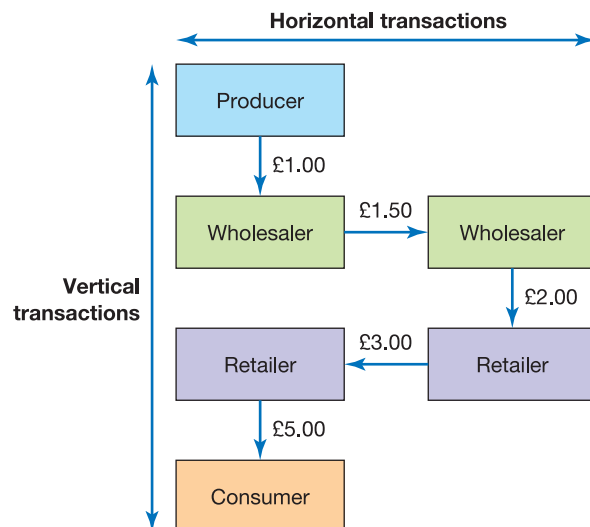 Horizontal transactions
Producer
£1.00
£1.50
Wholesaler
Wholesaler
Vertical
transactions
£2.00
£3.00
Retailer
Retailer
£5.00
Consumer